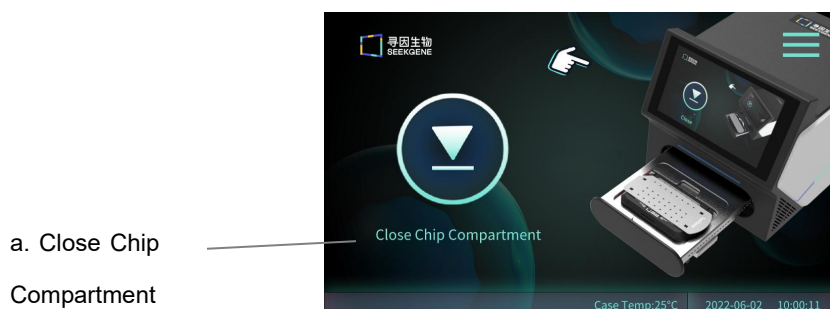 寻因生物
SEEKGENE
Close
a. Close Chip
Compartment
Close Chip Compartment
Case Temp:25°C
2022-06-02
10:00:11